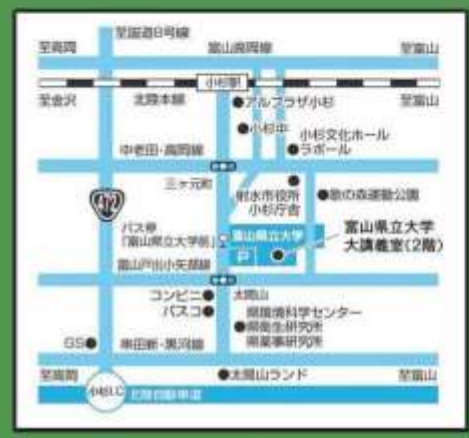 至国道8号線
至高岡
富山高岡線
至富山
小杉駅
至金沢
北陸本線
至富山
アルプラザ小杉
小杉中
小杉文化ホール
ラポール
中老田・高岡線
三ケ元町
射水市役所
小杉庁舎
歌の森運動公園
472
バス停
「富山県立大学前」
富山県立大学
P
富山県立大学
大講義室(2階)
富山戸出小矢部線
コンビニ
パスコ
太閤山
県環境科学センター
県衛生研究所
県薬事研究所
GS
串田新・黒河線
至高岡
太閤山ランド
至富山
小杉I.C
北陸自動車道